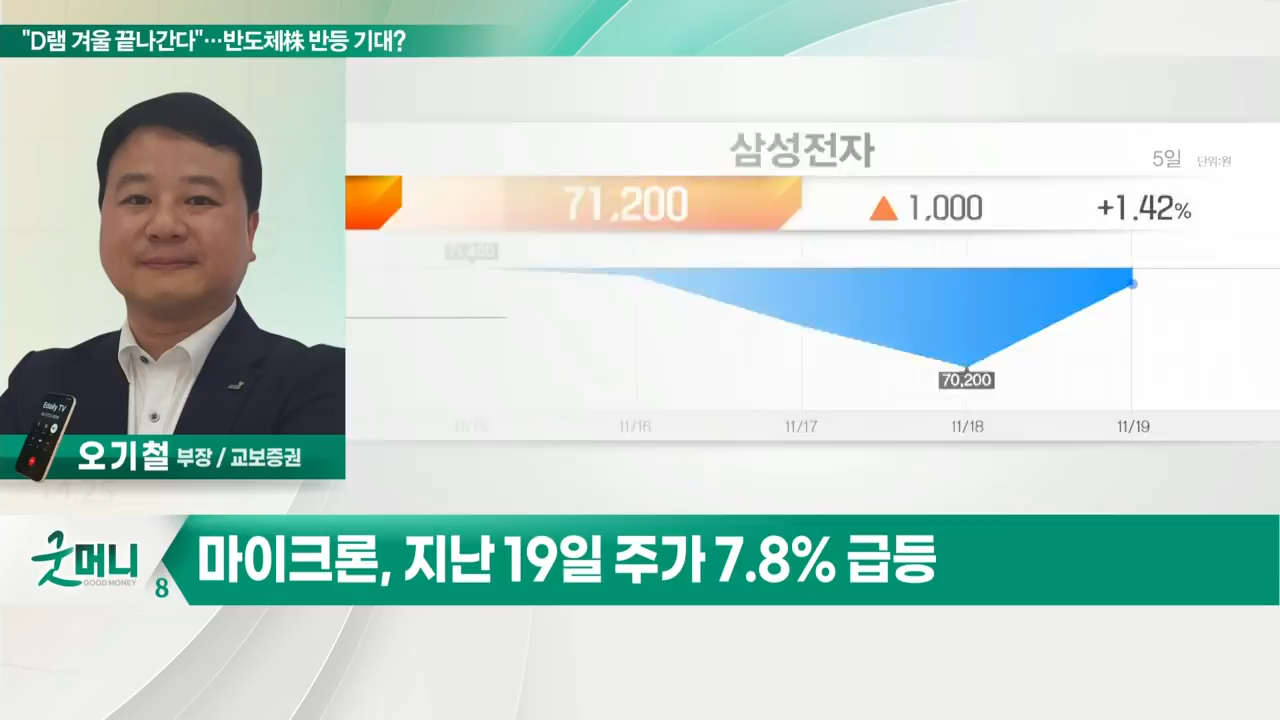 "D램 겨울 끝나간다"…반도체株 반등 기대?
삼성전자
5일 단위:원
71,200 ▲ 1,000 +1.42%
71,400
70,200
11/16 11/17 11/18 11/19
Edaily TV
오기철 부장 / 교보증권
굿머니
GOOD MONEY
8
마이크론, 지난 19일 주가 7.8% 급등